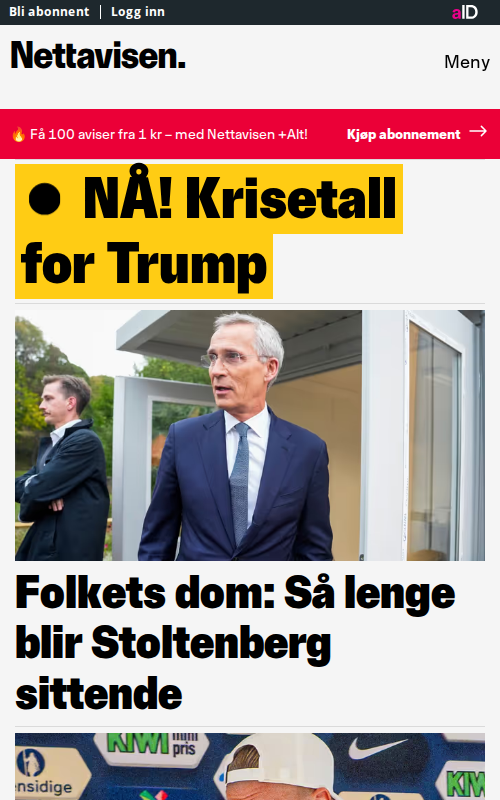 Bli abonnent | Logg inn
aID
Nettavisen.
Meny
🔥 Få 100 aviser fra 1 kr – med Nettavisen +Alt!
Kjøp abonnement →
● NÅ! Krisetall
for Trump
Folkets dom: Så lenge
blir Stoltenberg
sittende
KIWI mini
pris
ensidige
KIWI